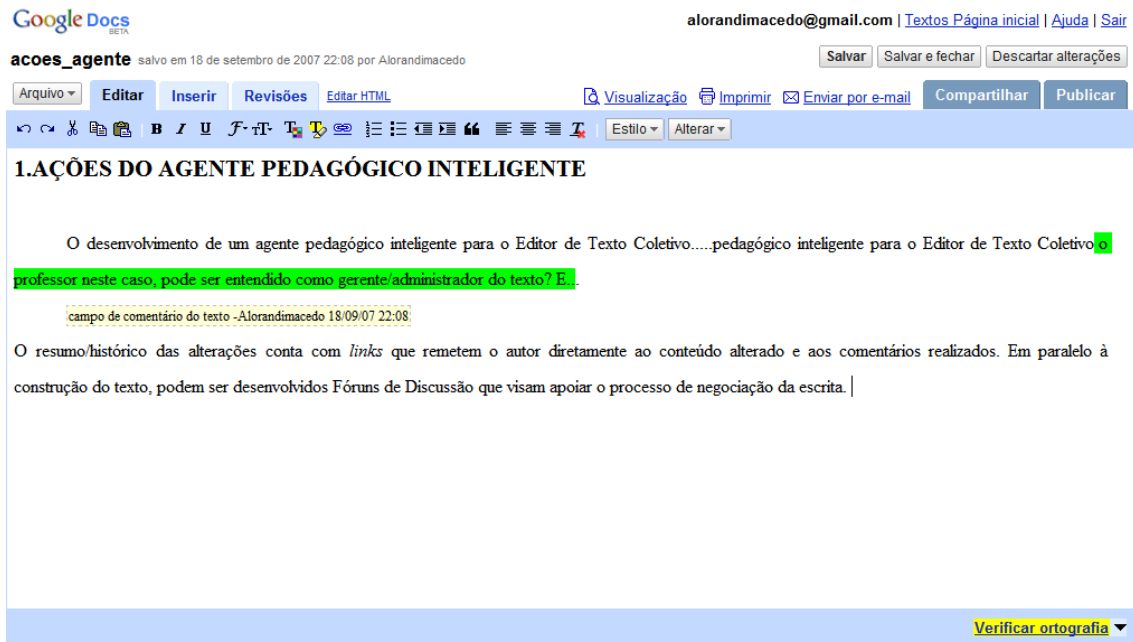 Google Docs
BETA
alorandimacedo@gmail.com | Textos Página inicial | Ajuda | Sair
acoes_agente salvo em 18 de setembro de 2007 22:08 por Alorandimacedo
Salvar Salvar e fechar Descartar alterações
Arquivo Editar Inserir Revisões Editar HTML Visualização Imprimir Enviar por e-mail Compartilhar Publicar
B I U Estilo Alterar
1.AÇÕES DO AGENTE PEDAGÓGICO INTELIGENTE
O desenvolvimento de um agente pedagógico inteligente para o Editor de Texto Coletivo.....pedagógico inteligente para o Editor de Texto Coletivo o
professor neste caso, pode ser entendido como gerente/administrador do texto? E...
campo de comentário do texto -Alorandimacedo 18/09/07 22:08
O resumo/histórico das alterações conta com links que remetem o autor diretamente ao conteúdo alterado e aos comentários realizados. Em paralelo à
construção do texto, podem ser desenvolvidos Fóruns de Discussão que visam apoiar o processo de negociação da escrita.
Verificar ortografia